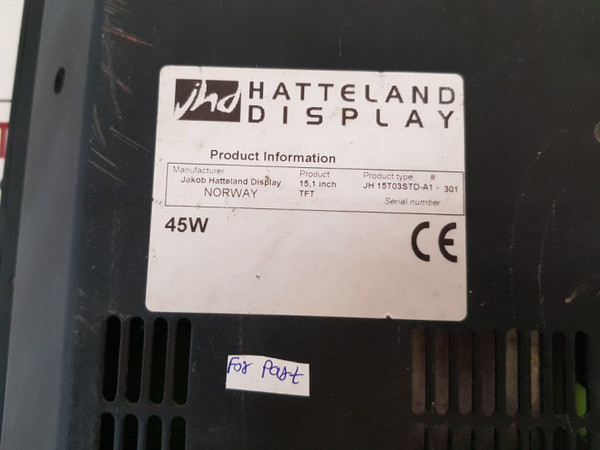 jhd HATTELAND
DISPLAY
Product Information
Manufacturer Product Product type #
Jakob Hatteland Display 15,1 inch JH 15T03STD-A1 - 301
NORWAY TFT
Serial number
45W CE
For Part